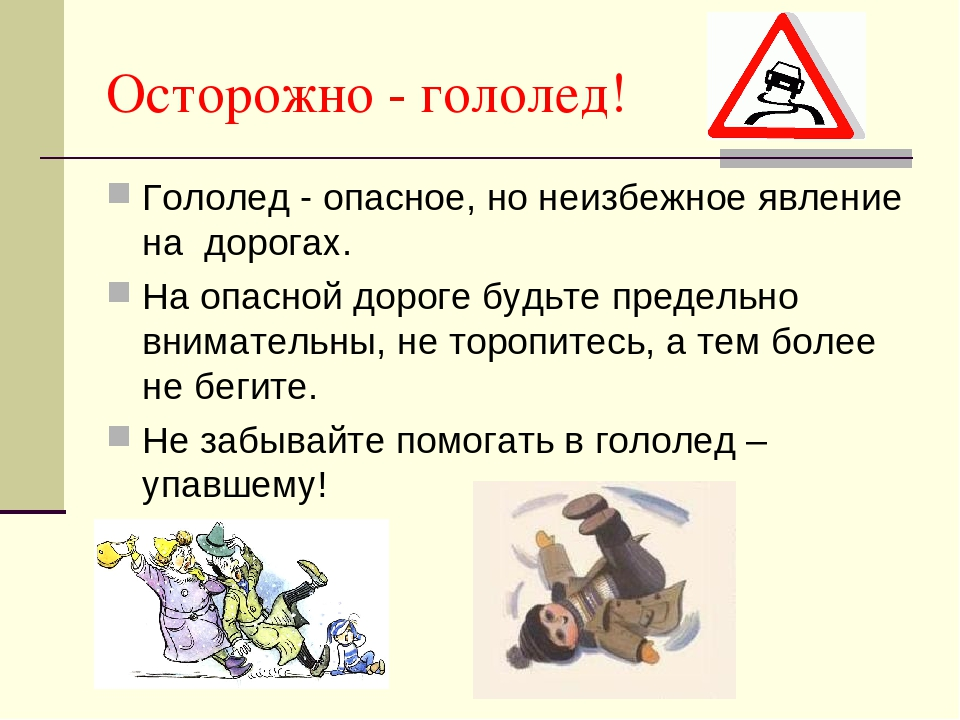 Осторожно - гололед!
Гололед - опасное, но неизбежное явление
на  дорогах.
На опасной дороге будьте предельно
внимательны, не торопитесь, а тем более
не бегите.
Не забывайте помогать в гололед –
упавшему!